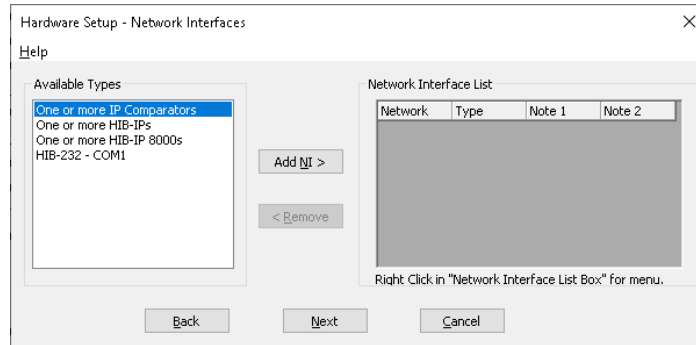 Hardware Setup - Network Interfaces
Help
Available Types
One or more IP Comparators
One or more HIB-IPs
One or more HIB-IP 8000s
HIB-232 - COM1
Add NI >
< Remove
Network Interface List
Network Type Note 1 Note 2
Right Click in "Network Interface List Box" for menu.
Back Next Cancel